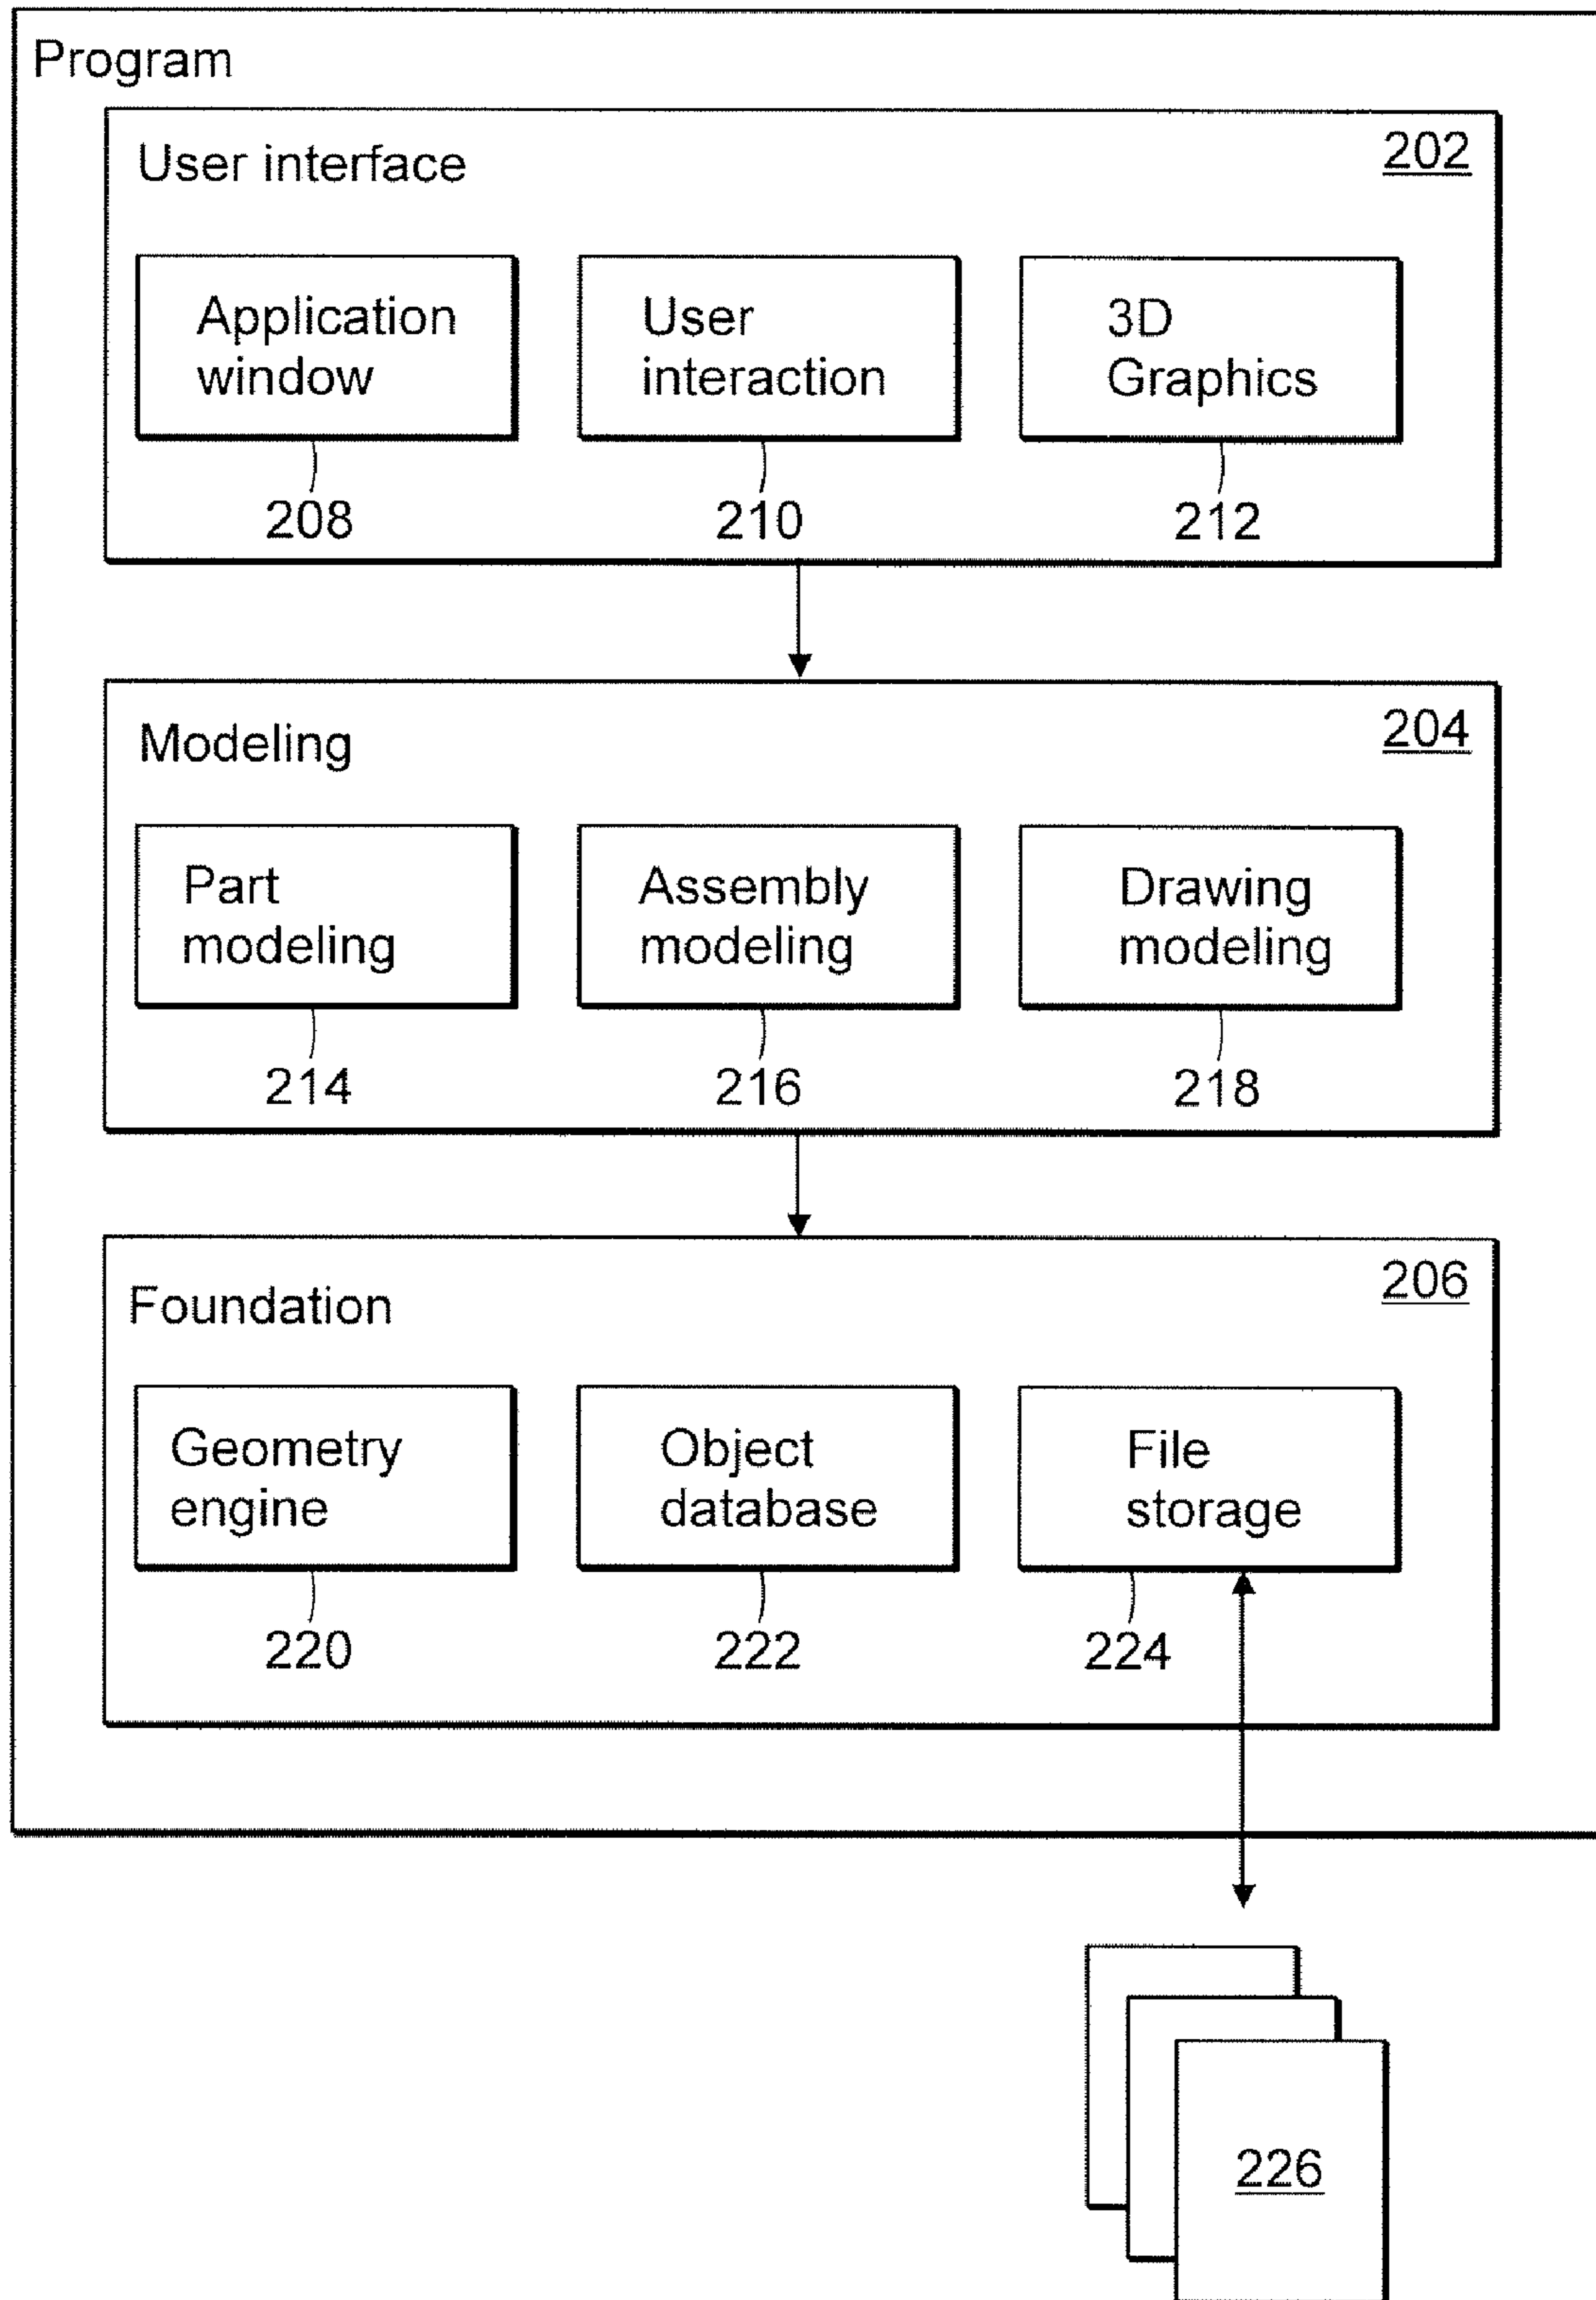 Program
User interface
202
Application
window
User
interaction
3D
Graphics
208
210
212
Modeling
204
Part
modeling
Assembly
modeling
Drawing
modeling
214
216
218
Foundation
206
Geometry
engine
Object
database
File
storage
220
222
224
226